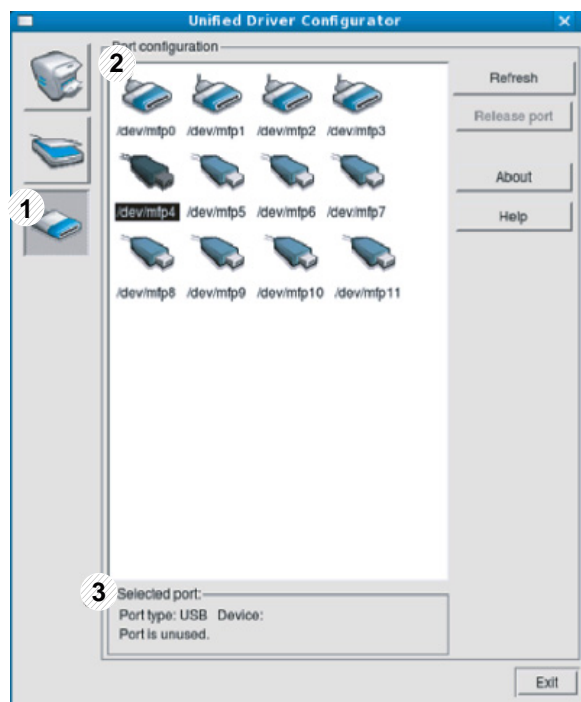 Unified Driver Configurator
1
2
Port configuration
/dev/mfp0 /dev/mfp1 /dev/mfp2 /dev/mfp3
/dev/mfp4 /dev/mfp5 /dev/mfp6 /dev/mfp7
/dev/mfp8 /dev/mfp9 /dev/mfp10 /dev/mfp11
Refresh
Release port
About
Help
3
Selected port:
Port type: USB Device:
Port is unused.
Exit